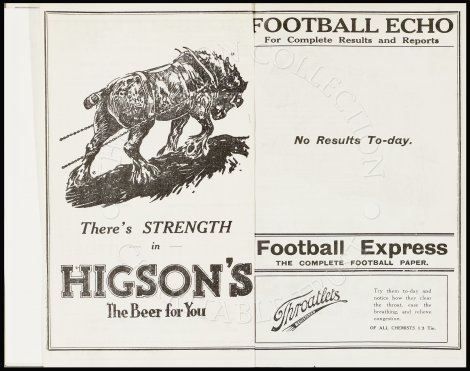 There's STRENGTH
in
HIGSON'S
The Beer for You
FOOTBALL ECHO
For Complete Results and Reports
No Results To-day.
Football Express
THE COMPLETE FOOTBALL PAPER.
Throatlets
Try them to-day and
notice how they clear
the throat, ease the
breathing, and relieve
congestion.
OF ALL CHEMISTS 1/3 Tin.
COLLECTION